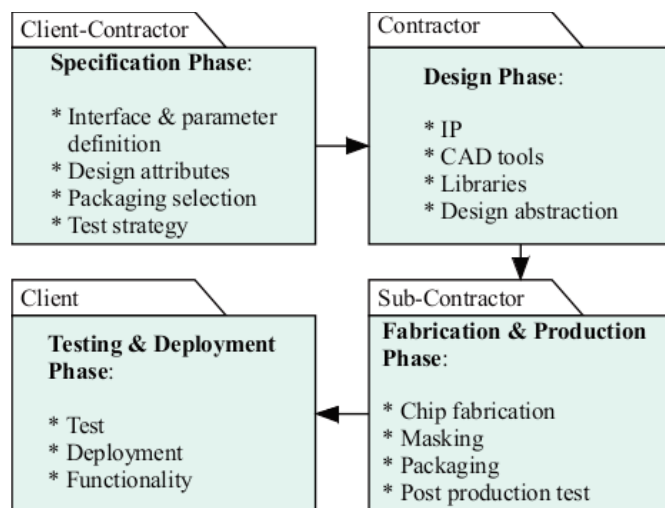 Client-Contractor
Specification Phase:
* Interface & parameter
definition
* Design attributes
* Packaging selection
* Test strategy
Contractor
Design Phase:
* IP
* CAD tools
* Libraries
* Design abstraction
Client
Testing & Deployment
Phase:
* Test
* Deployment
* Functionality
Sub-Contractor
Fabrication & Production
Phase:
* Chip fabrication
* Masking
* Packaging
* Post production test